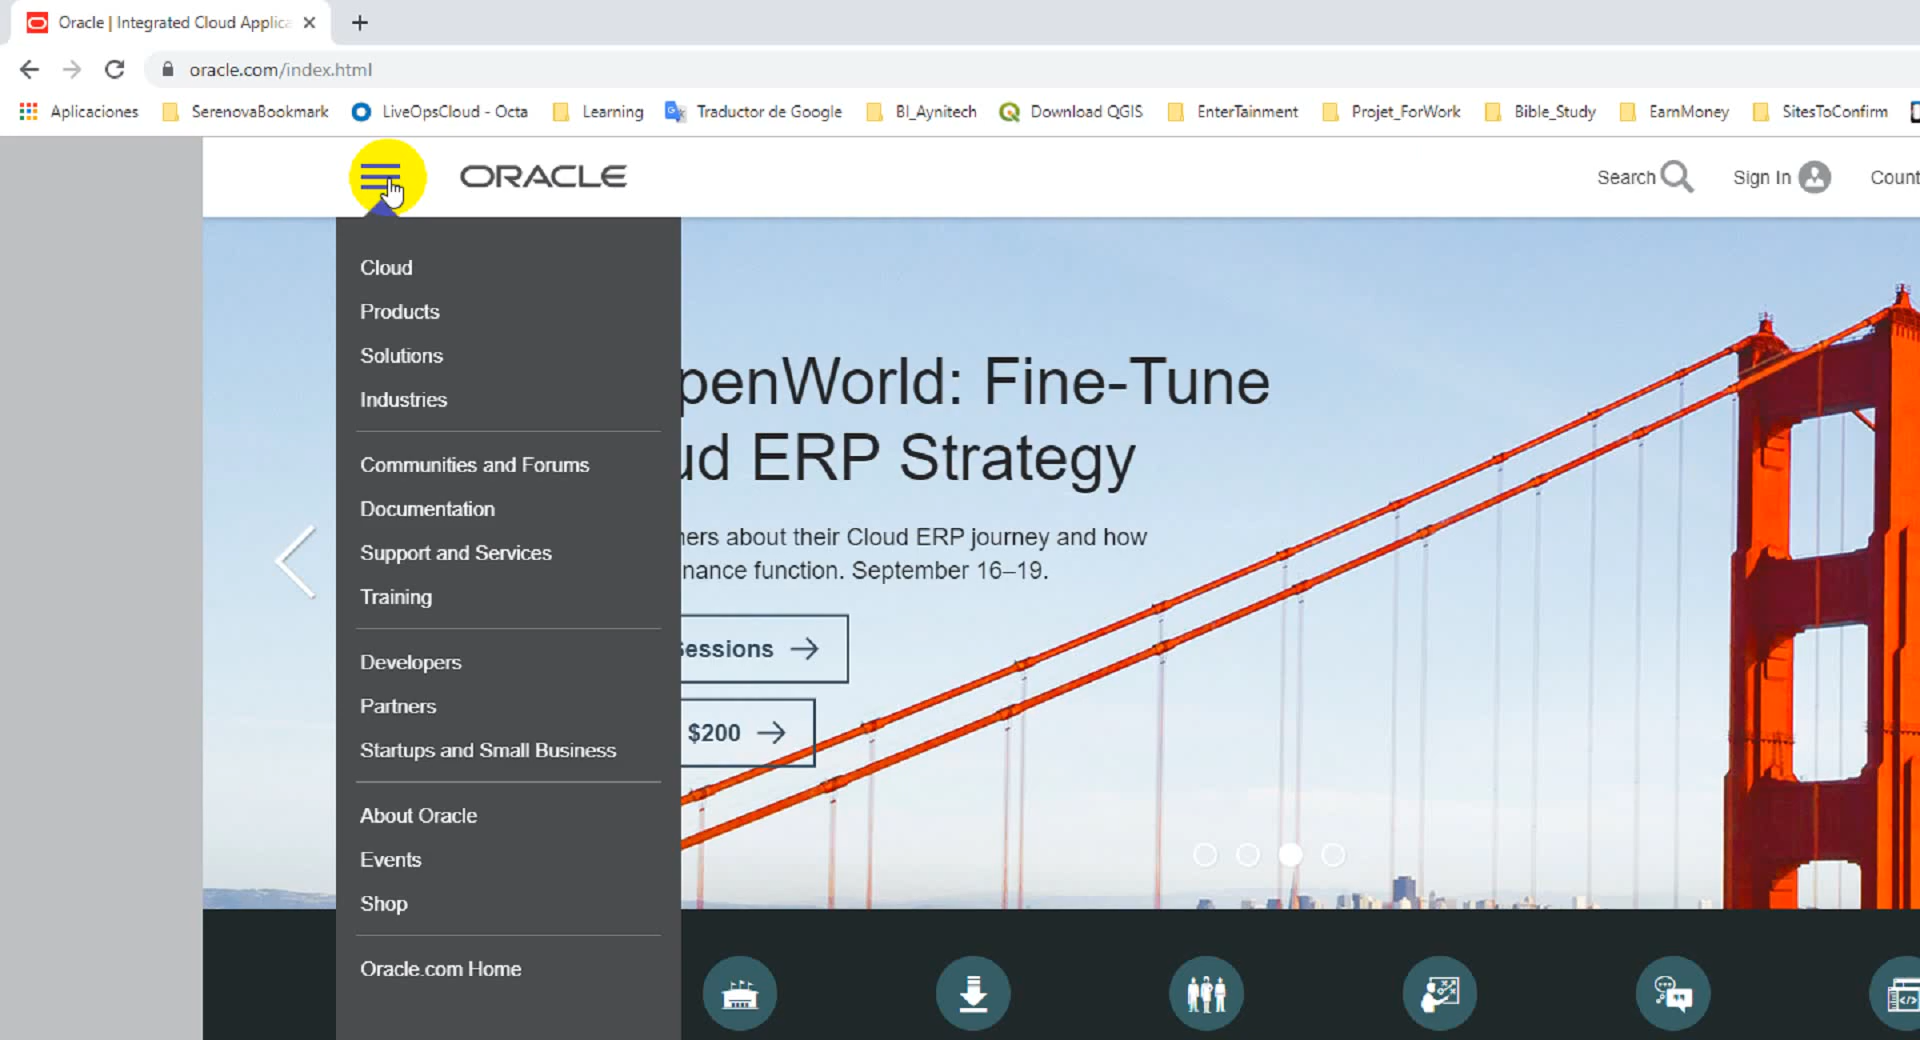 Oracle | Integrated Cloud Applica
oracle.com/index.html
Aplicaciones SerenovaBookmark LiveOpsCloud - Octa Learning Traductor de Google BI_Aynitech Download QGIS EnterTainment Projet_ForWork Bible_Study EarnMoney SitesToConfirm
ORACLE Search Sign In Count
Cloud
Products
Solutions
Industries
Communities and Forums
Documentation
Support and Services
Training
Developers
Partners
Startups and Small Business
About Oracle
Events
Shop
Oracle.com Home
penWorld: Fine-Tune
ud ERP Strategy
ners about their Cloud ERP journey and how
nance function. September 16–19.
Sessions
$200